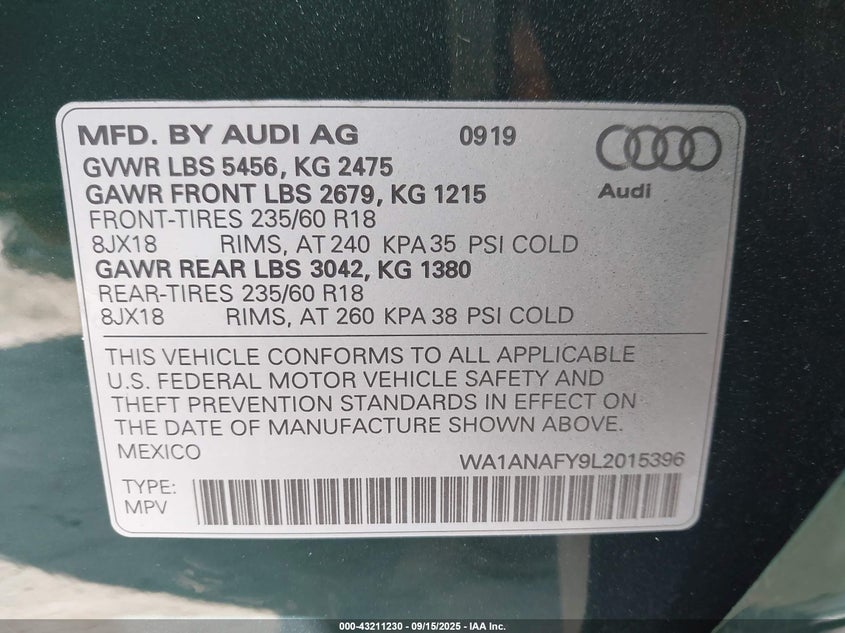 MFD. BY AUDI AG 0919
GVWR LBS 5456, KG 2475
GAWR FRONT LBS 2679, KG 1215
Audi
FRONT-TIRES 235/60 R18
8JX18 RIMS, AT 240 KPA 35 PSI COLD
GAWR REAR LBS 3042, KG 1380
REAR-TIRES 235/60 R18
8JX18 RIMS, AT 260 KPA 38 PSI COLD
THIS VEHICLE CONFORMS TO ALL APPLICABLE
U.S. FEDERAL MOTOR VEHICLE SAFETY AND
THEFT PREVENTION STANDARDS IN EFFECT ON
THE DATE OF MANUFACTURE SHOWN ABOVE.
MEXICO WA1ANAFY9L2015396
TYPE:
MPV
000-43211230 - 09/15/2025 - IAA Inc.